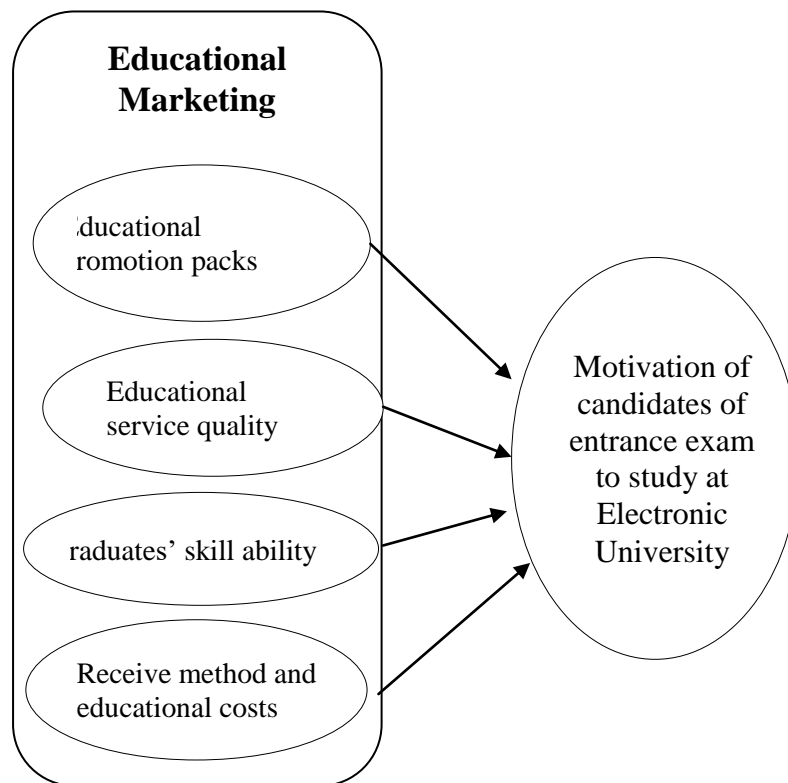 Educational
Marketing
Educational
romotion packs
Educational
service quality
raduates’ skill ability
Receive method and
educational costs
Motivation of
candidates of
entrance exam
to study at
Electronic
University